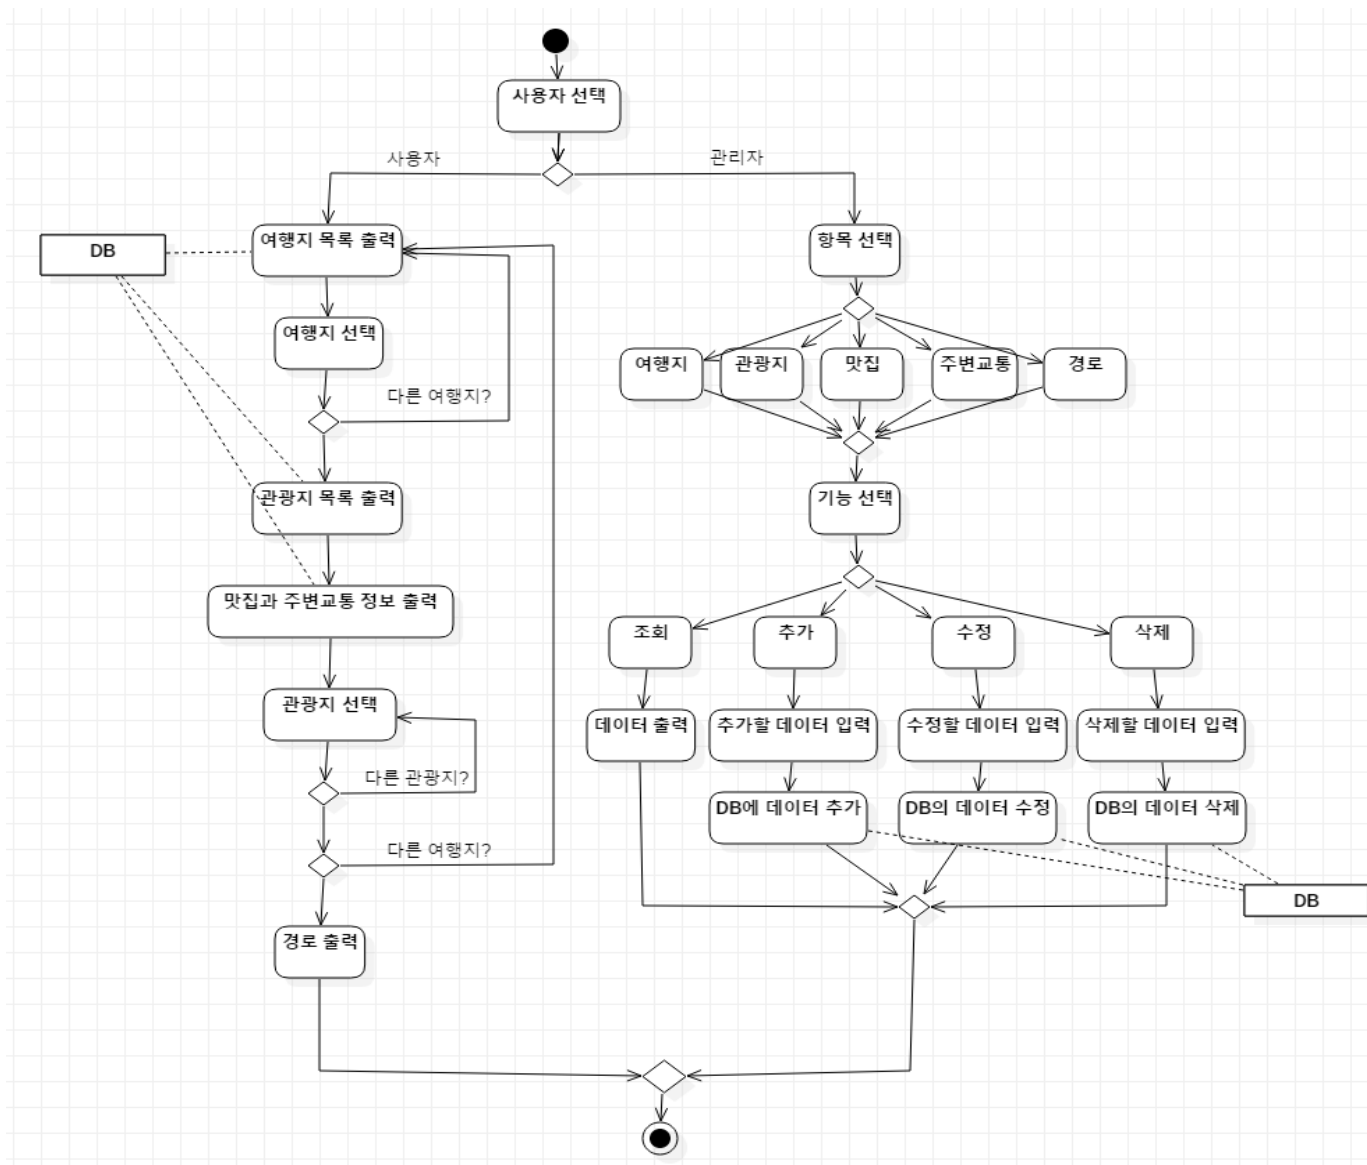 사용자 선택
사용자
관리자
DB
여행지 목록 출력
항목 선택
여행지 선택
다른 여행지?
여행지
관광지
맛집
주변교통
경로
관광지 목록 출력
기능 선택
맛집과 주변교통 정보 출력
조회
추가
수정
삭제
관광지 선택
데이터 출력
추가할 데이터 입력
수정할 데이터 입력
삭제할 데이터 입력
다른 관광지?
DB에 데이터 추가
DB의 데이터 수정
DB의 데이터 삭제
다른 여행지?
DB
경로 출력